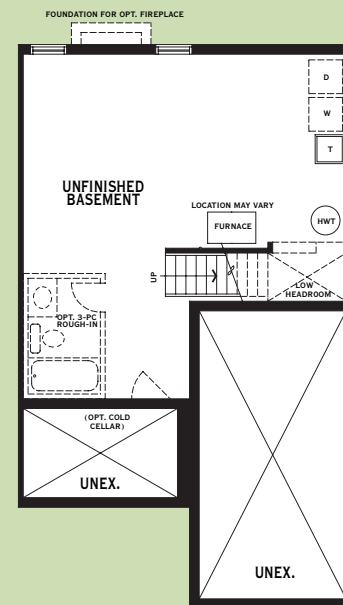 FOUNDATION FOR OPT. FIREPLACE
D
W
T
UNFINISHED
BASEMENT
LOCATION MAY VARY
FURNACE
HWT
UP
LOW
HEADROOM
OPT. 3-PC
ROUGH-IN
(OPT. COLD
CELLAR)
UNEX.
UNEX.